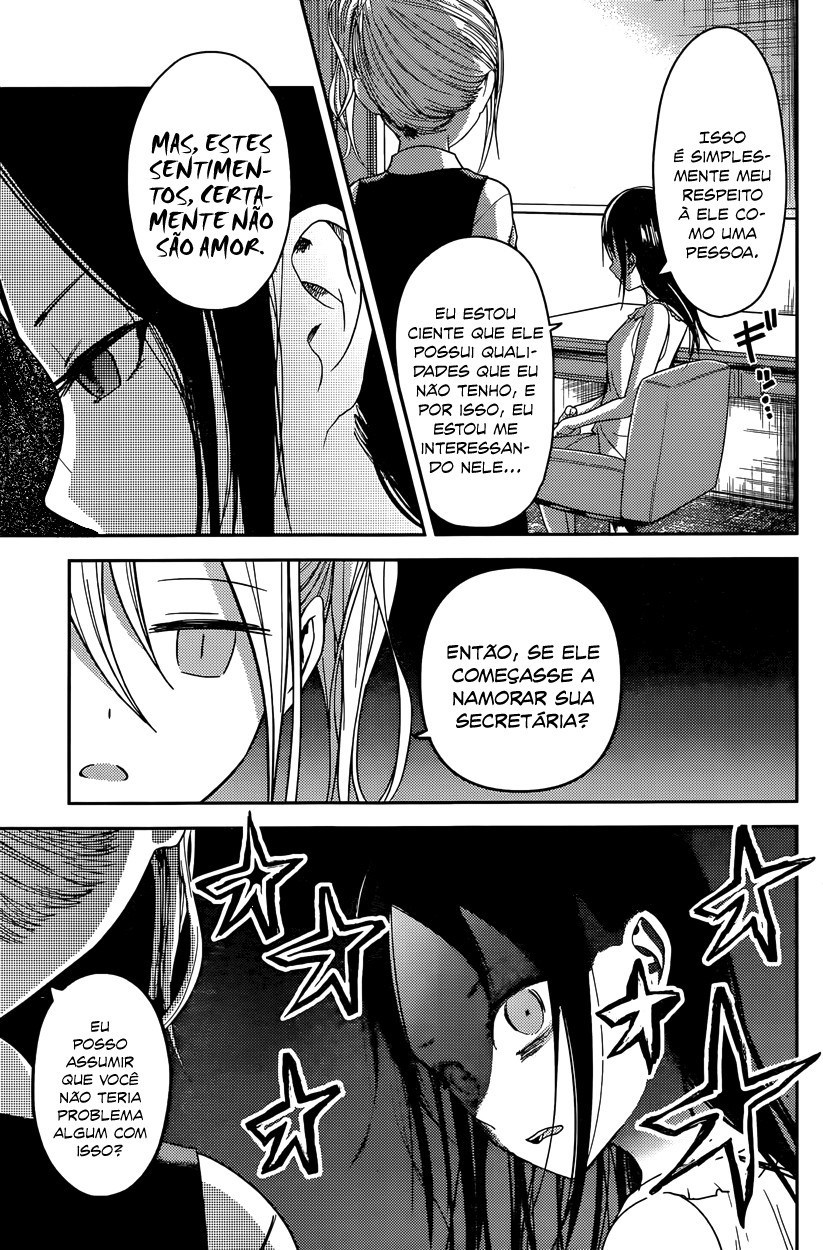 ISSO
É SIMPLES-
MENTE MEU
RESPEITO
À ELE CO-
MO UMA
PESSOA.
EU ESTOU
CIENTE QUE ELE
POSSUI QUALI-
DADES QUE EU
NÃO TENHO, E
POR ISSO, EU
ESTOU ME
INTERESSAN-
DO NELE...
ギギ...
MAS, ESTES
SENTIMEN-
TOS, CERTA-
MENTE NÃO
SÃO AMOR.
ENTÃO, SE ELE
COMEÇASSE A
NAMORAR SUA
SECRETÁRIA?
EU
POSSO
ASSUMIR
QUE VOCÊ
NÃO TERIA
PROBLEMA
ALGUM COM
ISSO?